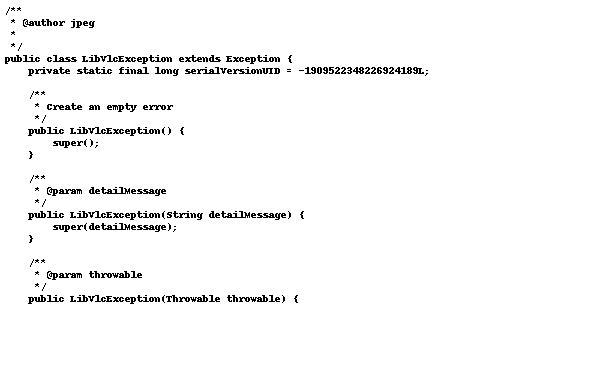 /**
 * @author jpeg
 *
 */
public class LibVlcException extends Exception {
    private static final long serialVersionUID = -1909522348226924189L;

    /**
     * Create an empty error
     */
    public LibVlcException() {
        super();
    }

    /**
     * @param detailMessage
     */
    public LibVlcException(String detailMessage) {
        super(detailMessage);
    }

    /**
     * @param throwable
     */
    public LibVlcException(Throwable throwable) {